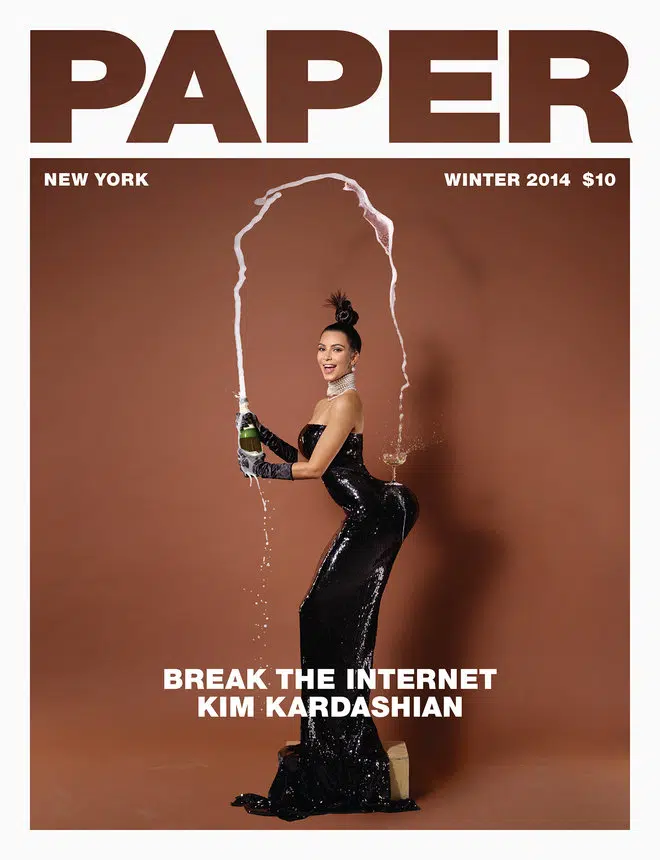 PAPER
NEW YORK
WINTER 2014 $10
BREAK THE INTERNET
KIM KARDASHIAN